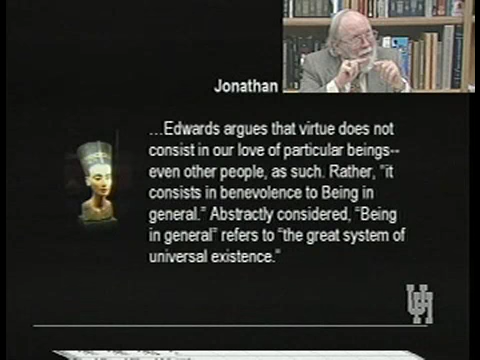 Jonathan
…Edwards argues that virtue does not
consist in our love of particular beings--
even other people, as such. Rather, "it
consists in benevolence to Being in
general." Abstractly considered, "Being
in general" refers to "the great system of
universal existence."
UH